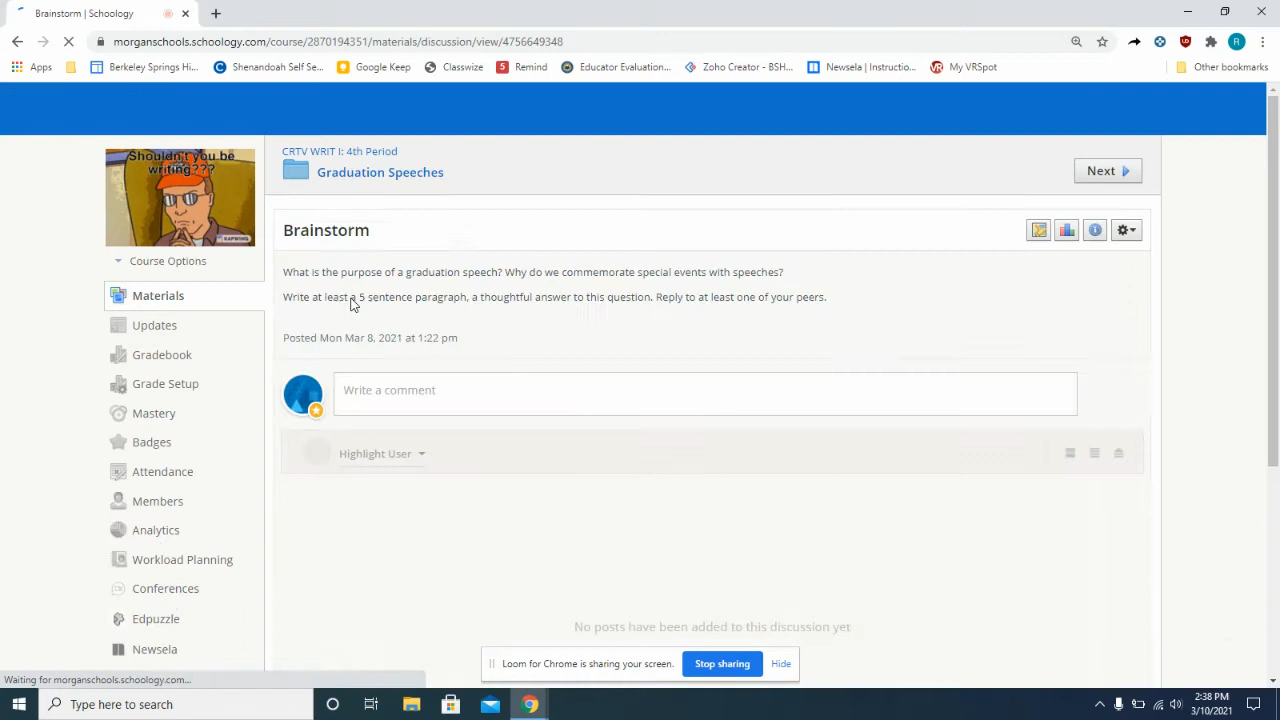 Brainstorm | Schoology
morganschools.schoology.com/course/2870194351/materials/discussion/view/4756649348
Apps
Berkeley Springs Hi...
Shenandoah Self Se...
Google Keep
Classwize
Remind
Educator Evaluation...
Zoho Creator - BSH...
Newsela | Instructio...
My VRSpot
Other bookmarks
Shouldn't you be
writing???
CRTV WRIT I: 4th Period
Graduation Speeches
Next
Brainstorm
What is the purpose of a graduation speech? Why do we commemorate special events with speeches?
Write at least a 5 sentence paragraph, a thoughtful answer to this question. Reply to at least one of your peers.
Posted Mon Mar 8, 2021 at 1:22 pm
Write a comment
Highlight User
No posts have been added to this discussion yet
Course Options
Materials
Updates
Gradebook
Grade Setup
Mastery
Badges
Attendance
Members
Analytics
Workload Planning
Conferences
Edpuzzle
Newsela
Loom for Chrome is sharing your screen.
Stop sharing
Hide
Waiting for morganschools.schoology.com...
Type here to search
2:38 PM
3/10/2021